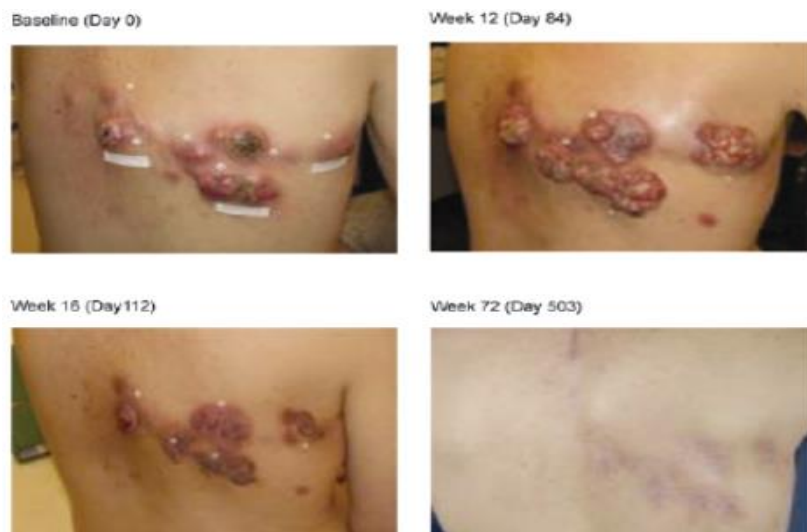 Baseline (Day 0)
Week 12 (Day 84)
Week 16 (Day112)
Week 72 (Day 503)